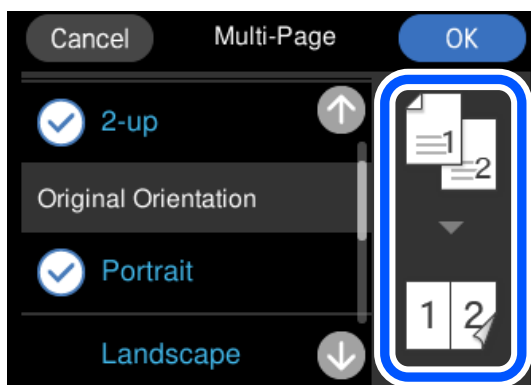 Cancel Multi-Page OK
2-up
Original Orientation
Portrait
Landscape
1
2
1 2